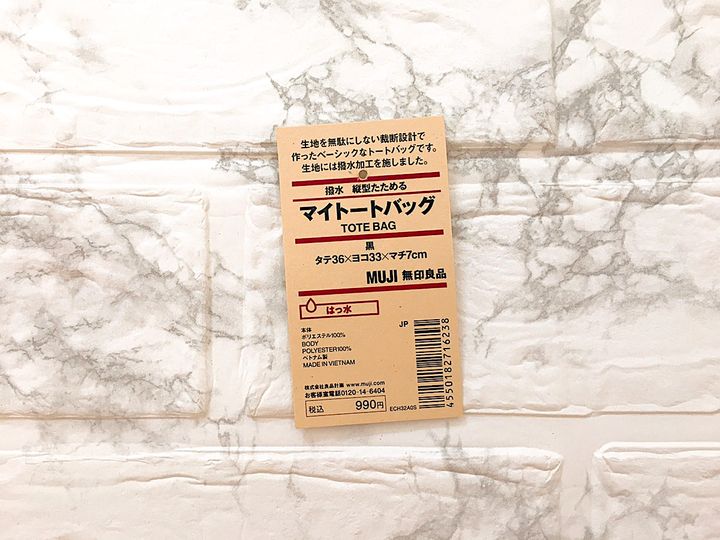 生地を無駄にしない裁断設計で
作ったベーシックなトートバッグです。
生地には撥水加工を施しました。
撥水 縦型たためる
マイトートバッグ
TOTE BAG
黒
タテ36×ヨコ33×マチ7cm
MUJI 無印良品
はっ水
本体
ポリエステル100%
BODY
POLYESTER100%
ベトナム製
MADE IN VIETNAM
JP
4550182716238
株式会社良品計画 www.muji.com
お客様室電話0120-14-6404
税込 990円
ECH32A0S